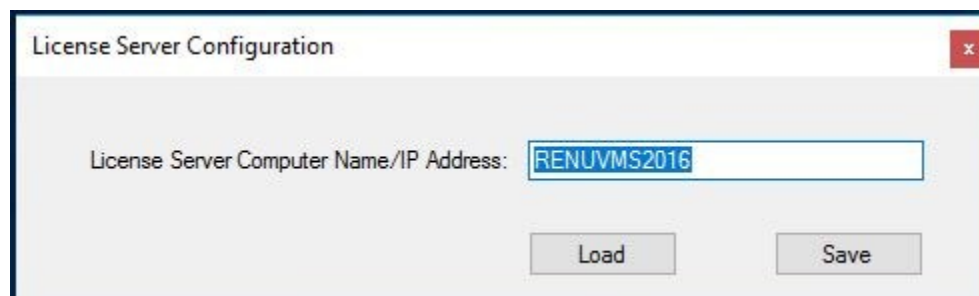 License Server Configuration
x
License Server Computer Name/IP Address: RENUVMS2016
Load Save